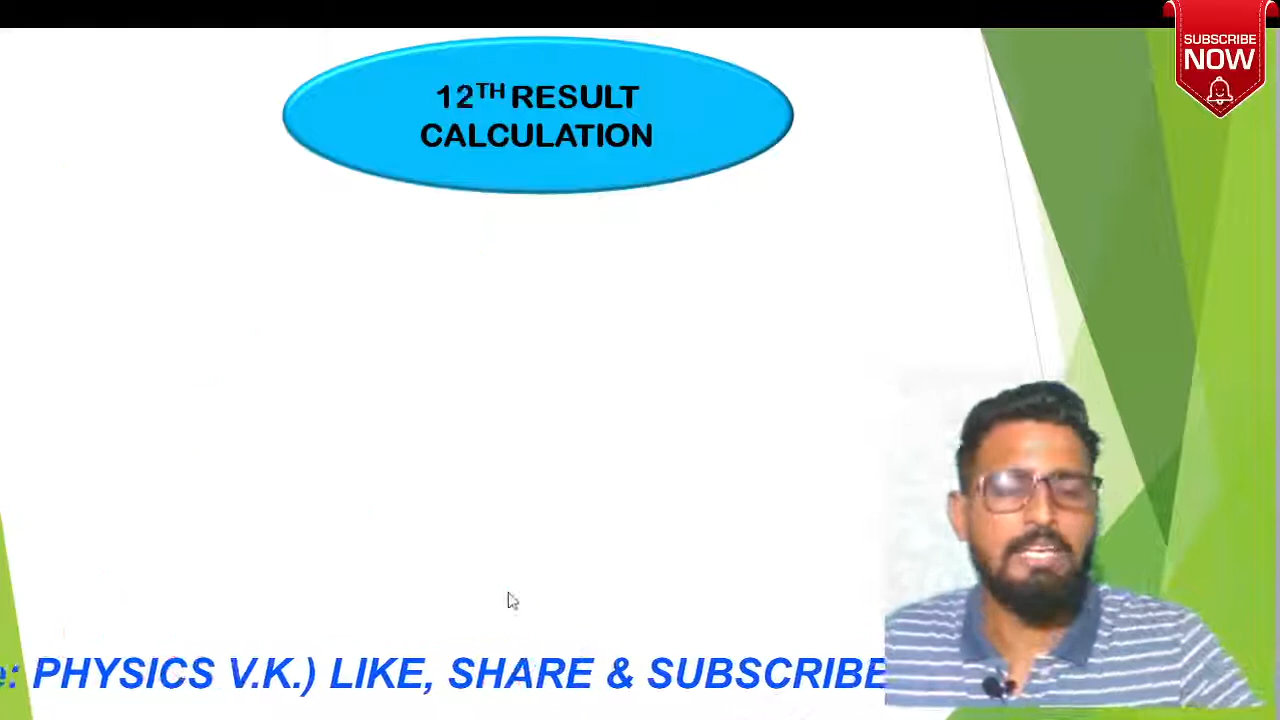 SUBSCRIBE
NOW
12TH RESULT
CALCULATION
e: PHYSICS V.K.) LIKE, SHARE & SUBSCRIBE